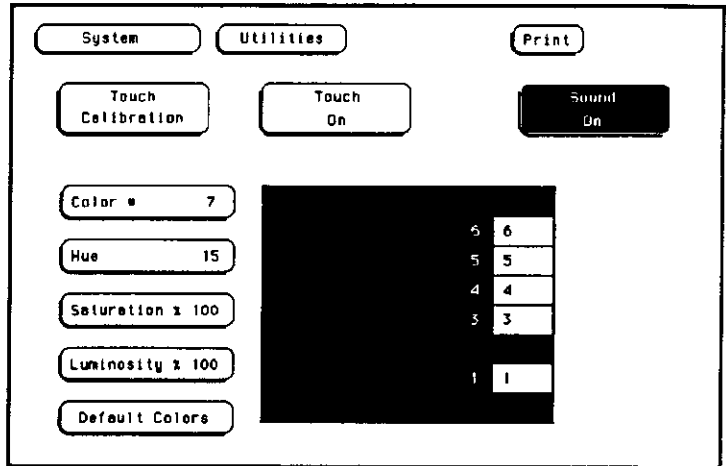 System Utilities Print
Touch Calibration
Touch On
Sound On
Color # 7
Hue 15
Saturation % 100
Luminosity % 100
Default Colors
6 6
5 5
4 4
3 3
1 1